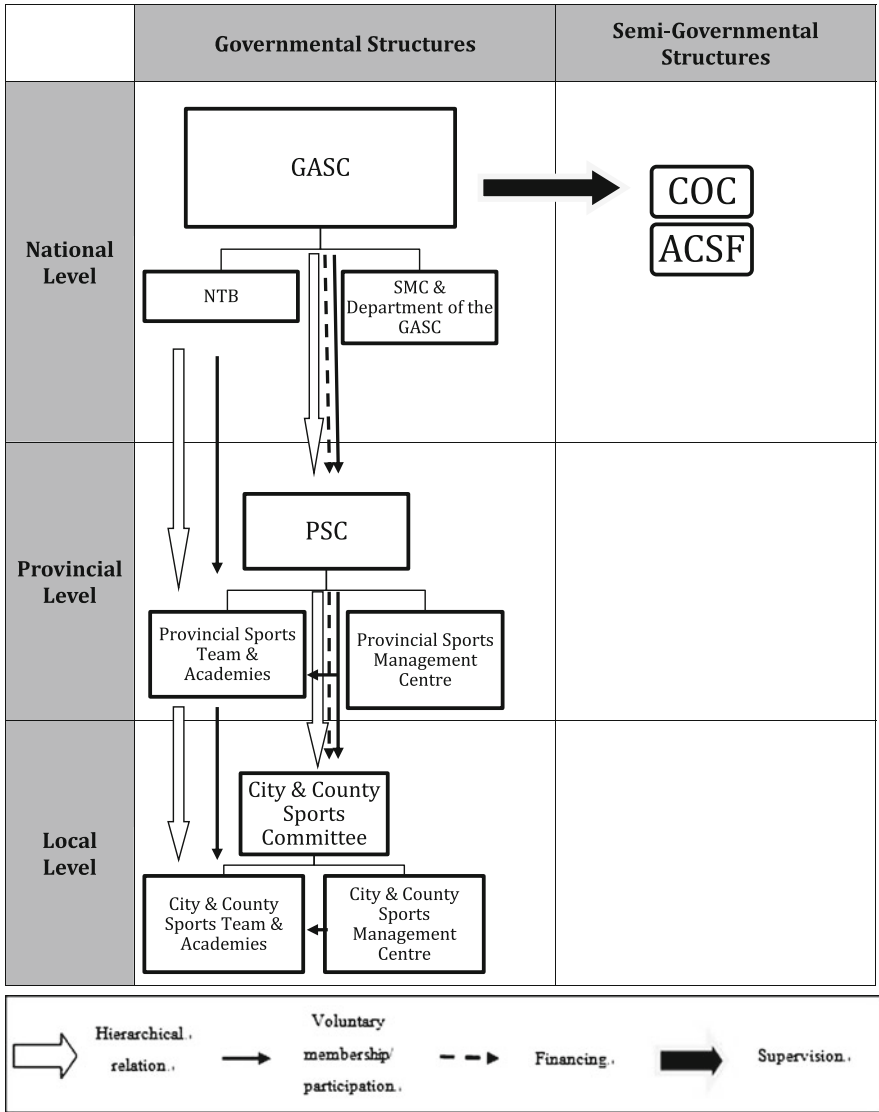 Governmental Structures
Semi-Governmental
Structures
National
Level
GASC
COC
ACSF
NTB
SMC &
Department of the
GASC
Provincial
Level
PSC
Provincial Sports
Team &
Academies
Provincial Sports
Management
Centre
Local
Level
City & County
Sports
Committee
City & County
Sports Team &
Academies
City & County
Sports
Management
Centre
Hierarchical
relation.
Voluntary
membership/
participation.
Financing.
Supervision.